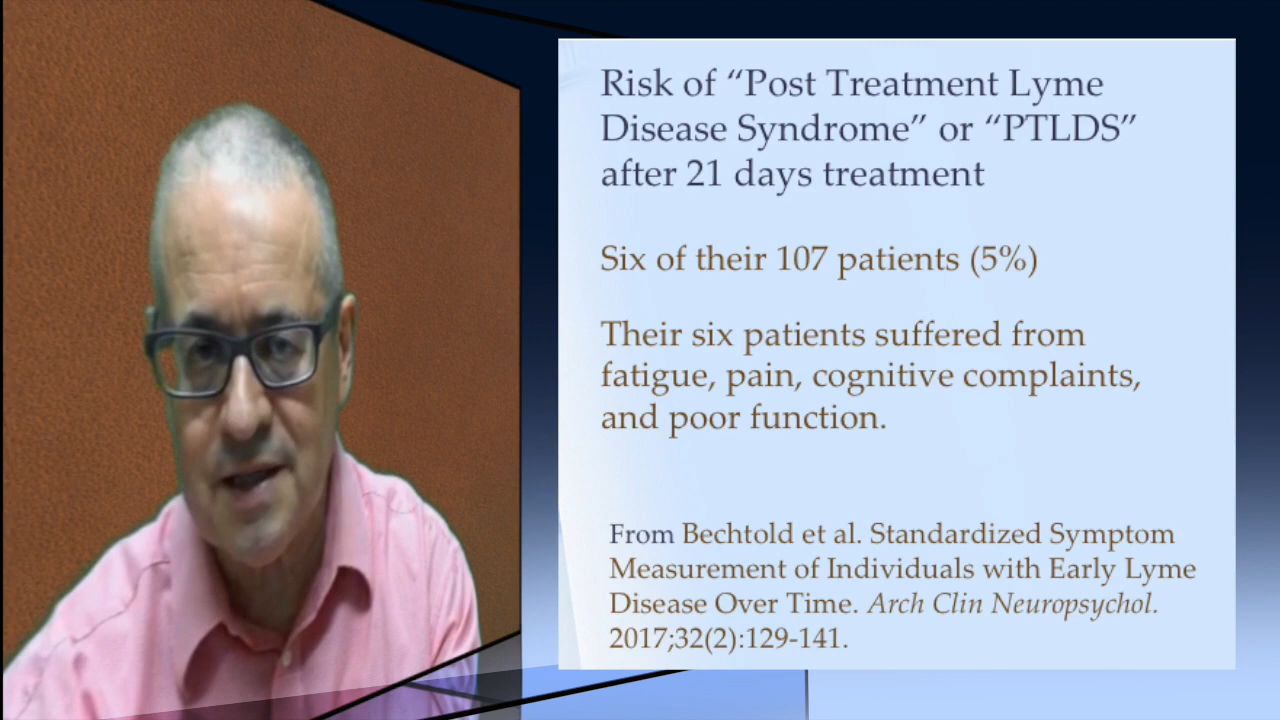 Risk of “Post Treatment Lyme
Disease Syndrome” or “PTLDS”
after 21 days treatment
Six of their 107 patients (5%)
Their six patients suffered from
fatigue, pain, cognitive complaints,
and poor function.
From Bechtold et al. Standardized Symptom
Measurement of Individuals with Early Lyme
Disease Over Time. Arch Clin Neuropsychol.
2017;32(2):129-141.